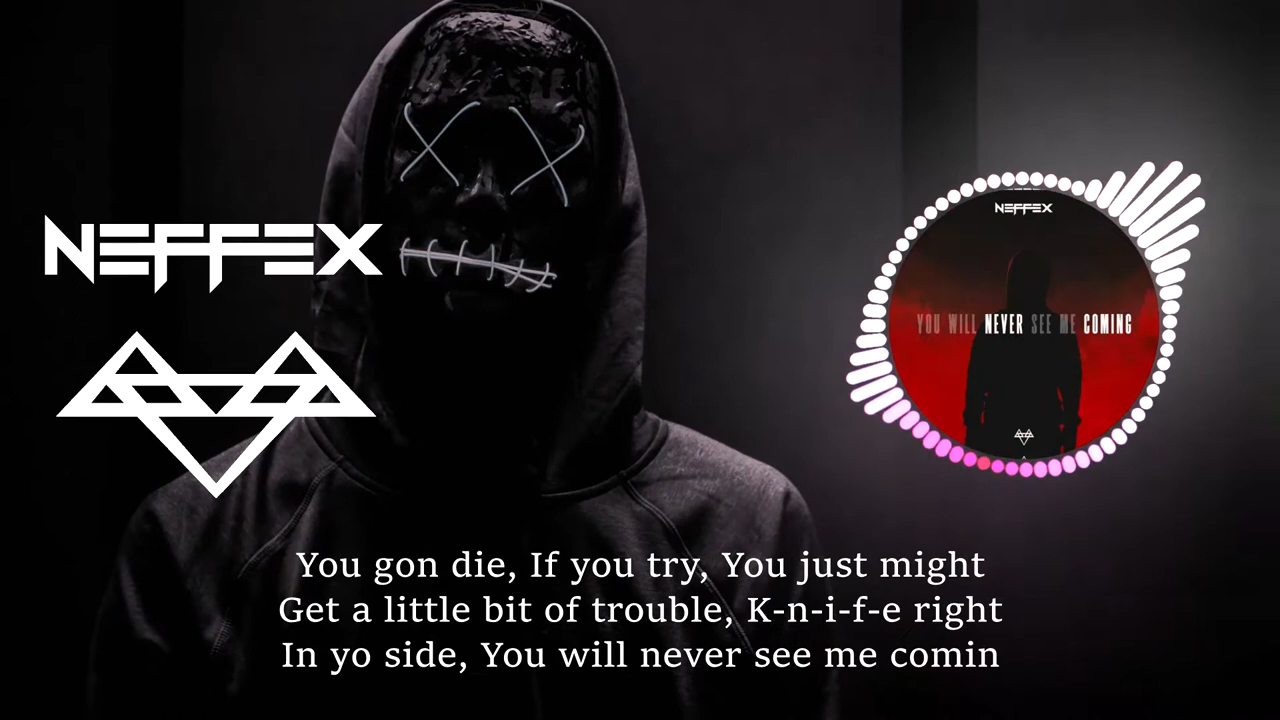 NEFFEX
NEFFEX
YOU WILL NEVER SEE ME COMING
You gon die, If you try, You just might
Get a little bit of trouble, K-n-i-f-e right
In yo side, You will never see me comin